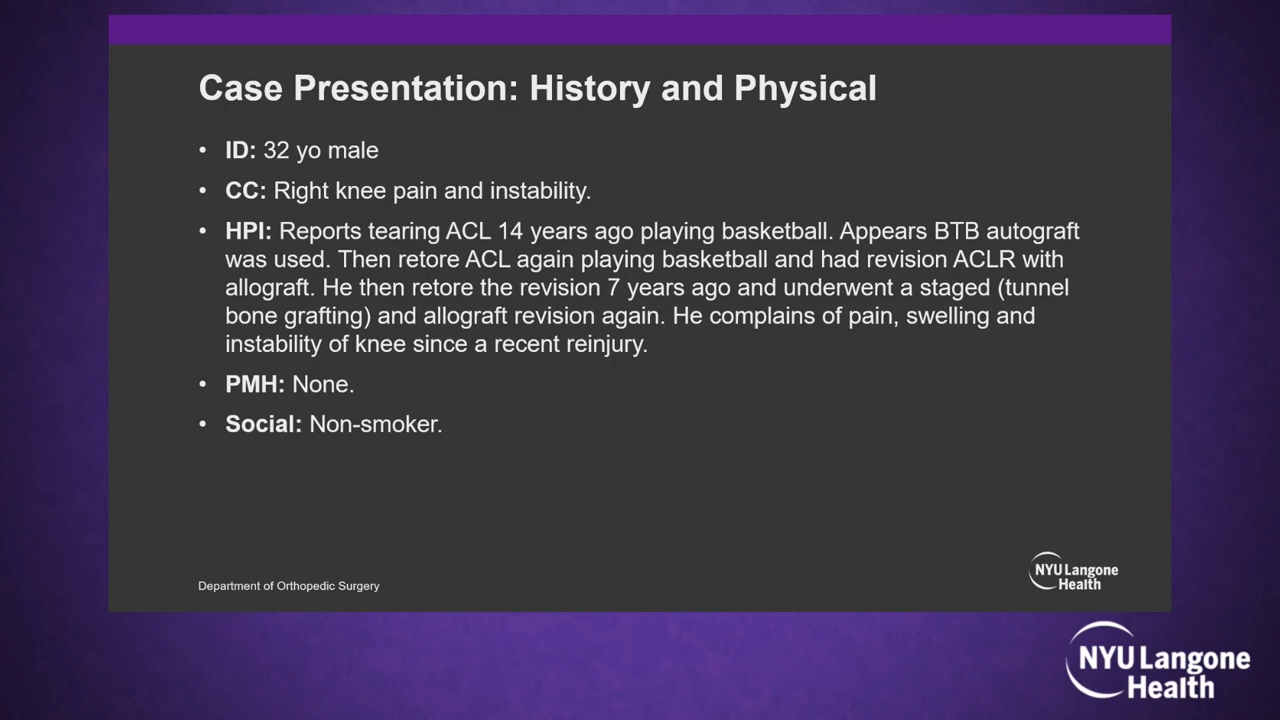 Case Presentation: History and Physical
• ID: 32 yo male
• CC: Right knee pain and instability.
• HPI: Reports tearing ACL 14 years ago playing basketball. Appears BTB autograft
was used. Then retore ACL again playing basketball and had revision ACLR with
allograft. He then retore the revision 7 years ago and underwent a staged (tunnel
bone grafting) and allograft revision again. He complains of pain, swelling and
instability of knee since a recent reinjury.
• PMH: None.
• Social: Non-smoker.
Department of Orthopedic Surgery
NYU Langone
Health
NYU Langone
Health